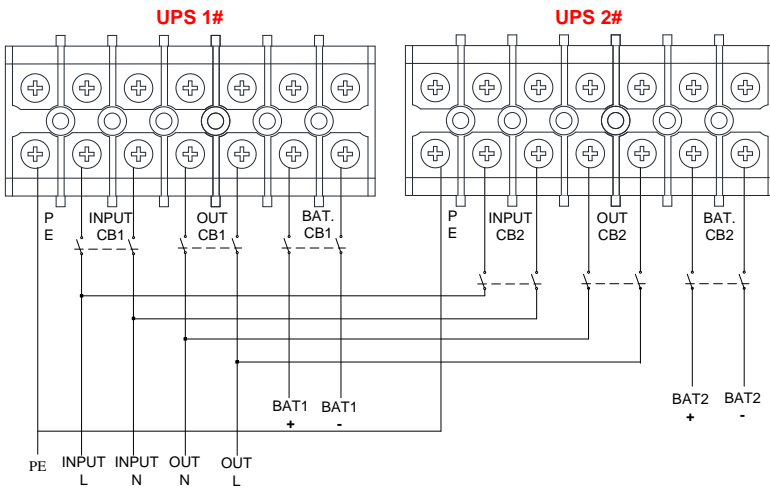 UPS 1# UPS 2#
P INPUT OUT BAT. P INPUT OUT BAT.
E CB1 CB1 CB1 E CB2 CB2 CB2
BAT1 BAT1 BAT2 BAT2
+ - + -
PE INPUT INPUT OUT OUT
L N N L